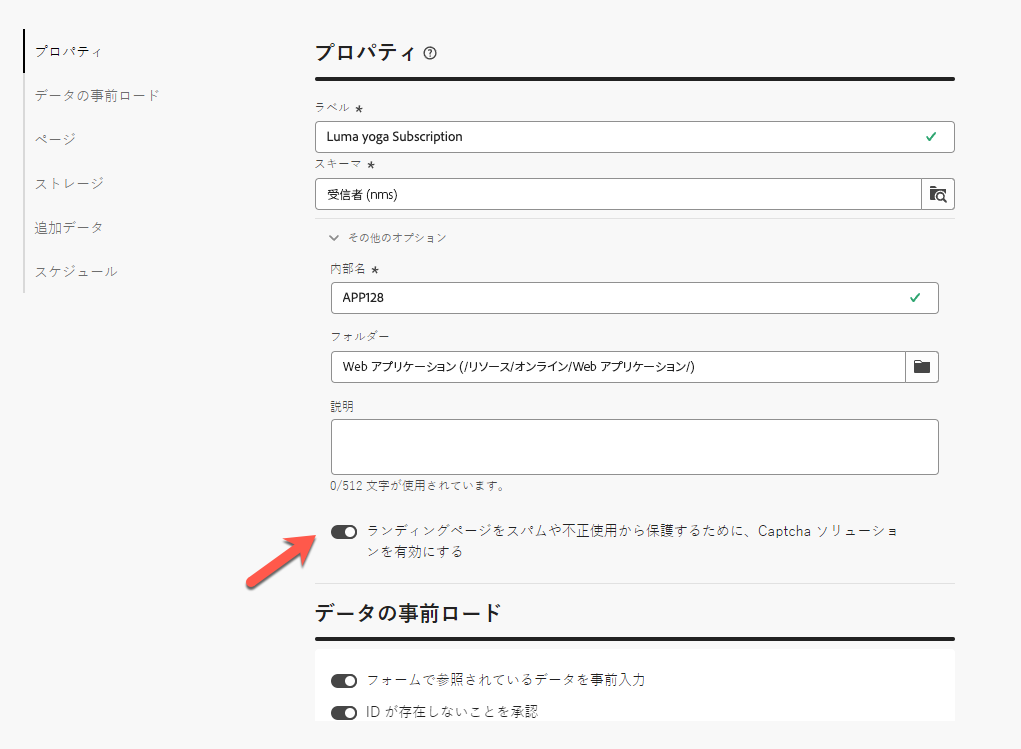 プロパティ
データの事前ロード
ページ
ストレージ
追加データ
スケジュール
プロパティ ?
ラベル *
Luma yoga Subscription
スキーマ *
受信者 (nms)
その他のオプション
内部名 *
APP128
フォルダー
Web アプリケーション (/リソース/オンライン/Web アプリケーション/)
説明
0/512 文字が使用されています。
ランディングページをスパムや不正使用から保護するために、Captcha ソリューショ
ンを有効にする
データの事前ロード
フォームで参照されているデータを事前入力
ID が存在しないことを承認